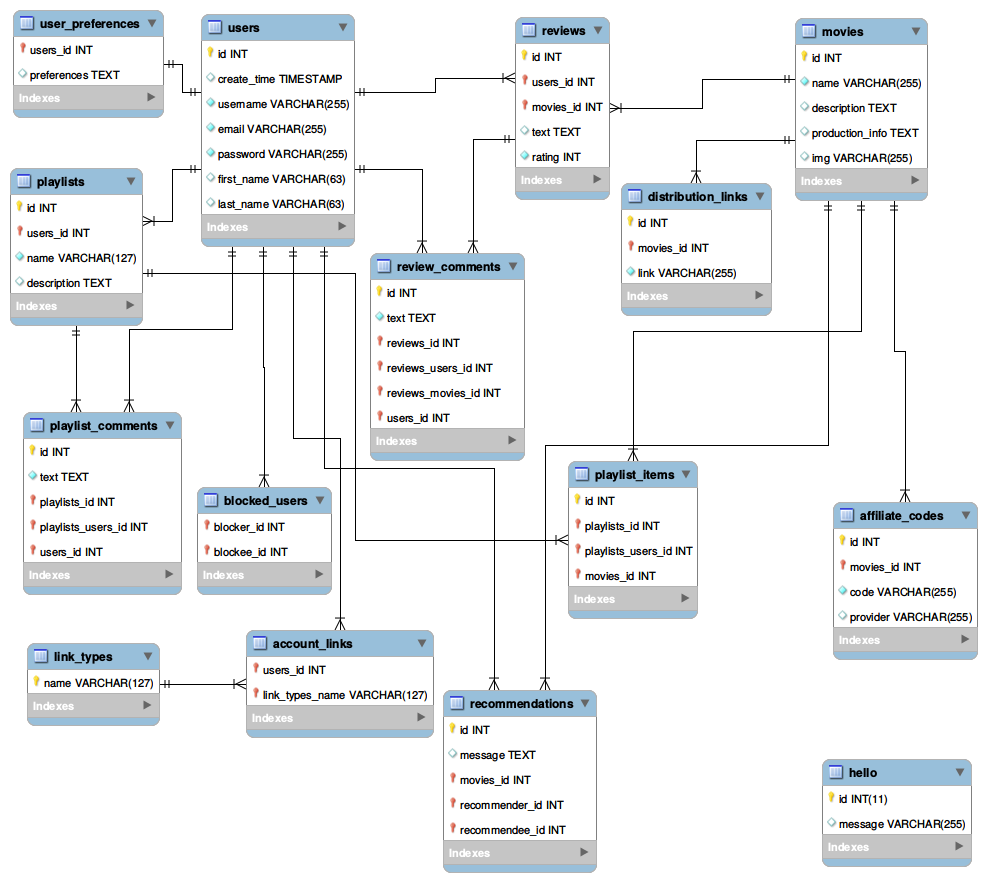 user_preferences
users_id INT
preferences TEXT
Indexes
users
id INT
create_time TIMESTAMP
username VARCHAR(255)
email VARCHAR(255)
password VARCHAR(255)
first_name VARCHAR(63)
last_name VARCHAR(63)
Indexes
reviews
id INT
users_id INT
movies_id INT
text TEXT
rating INT
Indexes
movies
id INT
name VARCHAR(255)
description TEXT
production_info TEXT
img VARCHAR(255)
Indexes
playlists
id INT
users_id INT
name VARCHAR(127)
description TEXT
Indexes
distribution_links
id INT
movies_id INT
link VARCHAR(255)
Indexes
review_comments
id INT
text TEXT
reviews_id INT
reviews_users_id INT
reviews_movies_id INT
users_id INT
Indexes
playlist_comments
id INT
text TEXT
playlists_id INT
playlists_users_id INT
users_id INT
Indexes
blocked_users
blocker_id INT
blockee_id INT
Indexes
playlist_items
id INT
playlists_id INT
playlists_users_id INT
movies_id INT
Indexes
affiliate_codes
id INT
movies_id INT
code VARCHAR(255)
provider VARCHAR(255)
Indexes
link_types
name VARCHAR(127)
Indexes
account_links
users_id INT
link_types_name VARCHAR(127)
Indexes
recommendations
id INT
message TEXT
movies_id INT
recommender_id INT
recommendee_id INT
Indexes
hello
id INT(11)
message VARCHAR(255)
Indexes